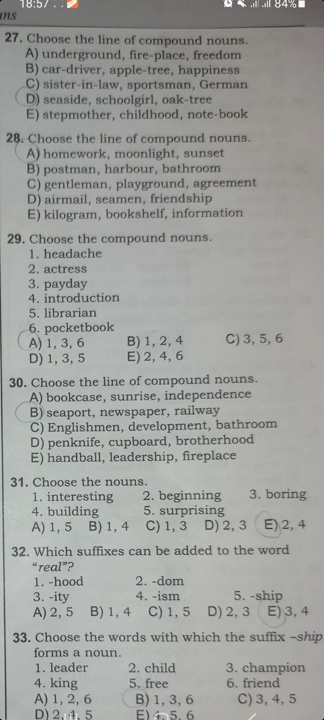 18:57
84%
ns
27. Choose the line of compound nouns.
A) underground, fire-place, freedom
B) car-driver, apple-tree, happiness
C) sister-in-law, sportsman, German
D) seaside, schoolgirl, oak-tree
E) stepmother, childhood, note-book
28. Choose the line of compound nouns.
A) homework, moonlight, sunset
B) postman, harbour, bathroom
C) gentleman, playground, agreement
D) airmail, seamen, friendship
E) kilogram, bookshelf, information
29. Choose the compound nouns.
1. headache
2. actress
3. payday
4. introduction
5. librarian
6. pocketbook
A) 1, 3, 6 B) 1, 2, 4 C) 3, 5, 6
D) 1, 3, 5 E) 2, 4, 6
30. Choose the line of compound nouns.
A) bookcase, sunrise, independence
B) seaport, newspaper, railway
C) Englishmen, development, bathroom
D) penknife, cupboard, brotherhood
E) handball, leadership, fireplace
31. Choose the nouns.
1. interesting 2. beginning 3. boring
4. building 5. surprising
A) 1, 5 B) 1, 4 C) 1, 3 D) 2, 3 E) 2, 4
32. Which suffixes can be added to the word
"real"?
1. -hood 2. -dom
3. -ity 4. -ism 5. -ship
A) 2, 5 B) 1, 4 C) 1, 5 D) 2, 3 E) 3, 4
33. Choose the words with which the suffix –ship
forms a noun.
1. leader 2. child 3. champion
4. king 5. free 6. friend
A) 1, 2, 6 B) 1, 3, 6 C) 3, 4, 5
D) 2, 4, 5 E) 4, 5, 6